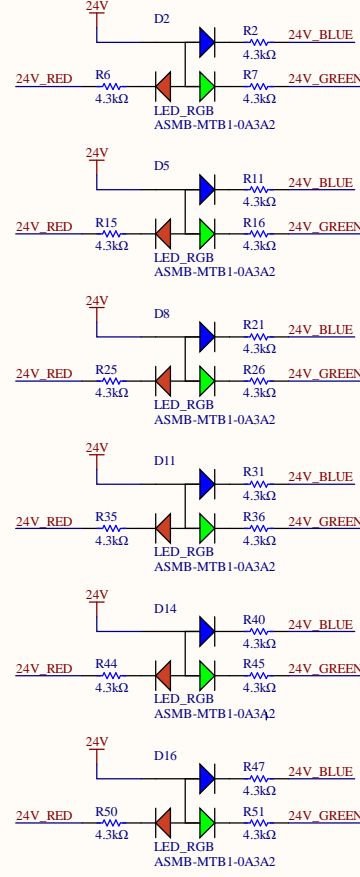 24V
D2
R2
24V_BLUE
4.3kΩ
24V_RED
R6
R7
24V_GREEN
4.3kΩ
4.3kΩ
LED_RGB
ASMB-MTB1-0A3A2
24V
D5
R11
24V_BLUE
4.3kΩ
24V_RED
R15
R16
24V_GREEN
4.3kΩ
4.3kΩ
LED_RGB
ASMB-MTB1-0A3A2
24V
D8
R21
24V_BLUE
4.3kΩ
24V_RED
R25
R26
24V_GREEN
4.3kΩ
4.3kΩ
LED_RGB
ASMB-MTB1-0A3A2
24V
D11
R31
24V_BLUE
4.3kΩ
24V_RED
R35
R36
24V_GREEN
4.3kΩ
4.3kΩ
LED_RGB
ASMB-MTB1-0A3A2
24V
D14
R40
24V_BLUE
4.3kΩ
24V_RED
R44
R45
24V_GREEN
4.3kΩ
4.3kΩ
LED_RGB
ASMB-MTB1-0A3A2
24V
D16
R47
24V_BLUE
4.3kΩ
24V_RED
R50
R51
24V_GREEN
4.3kΩ
4.3kΩ
LED_RGB
ASMB-MTB1-0A3A2